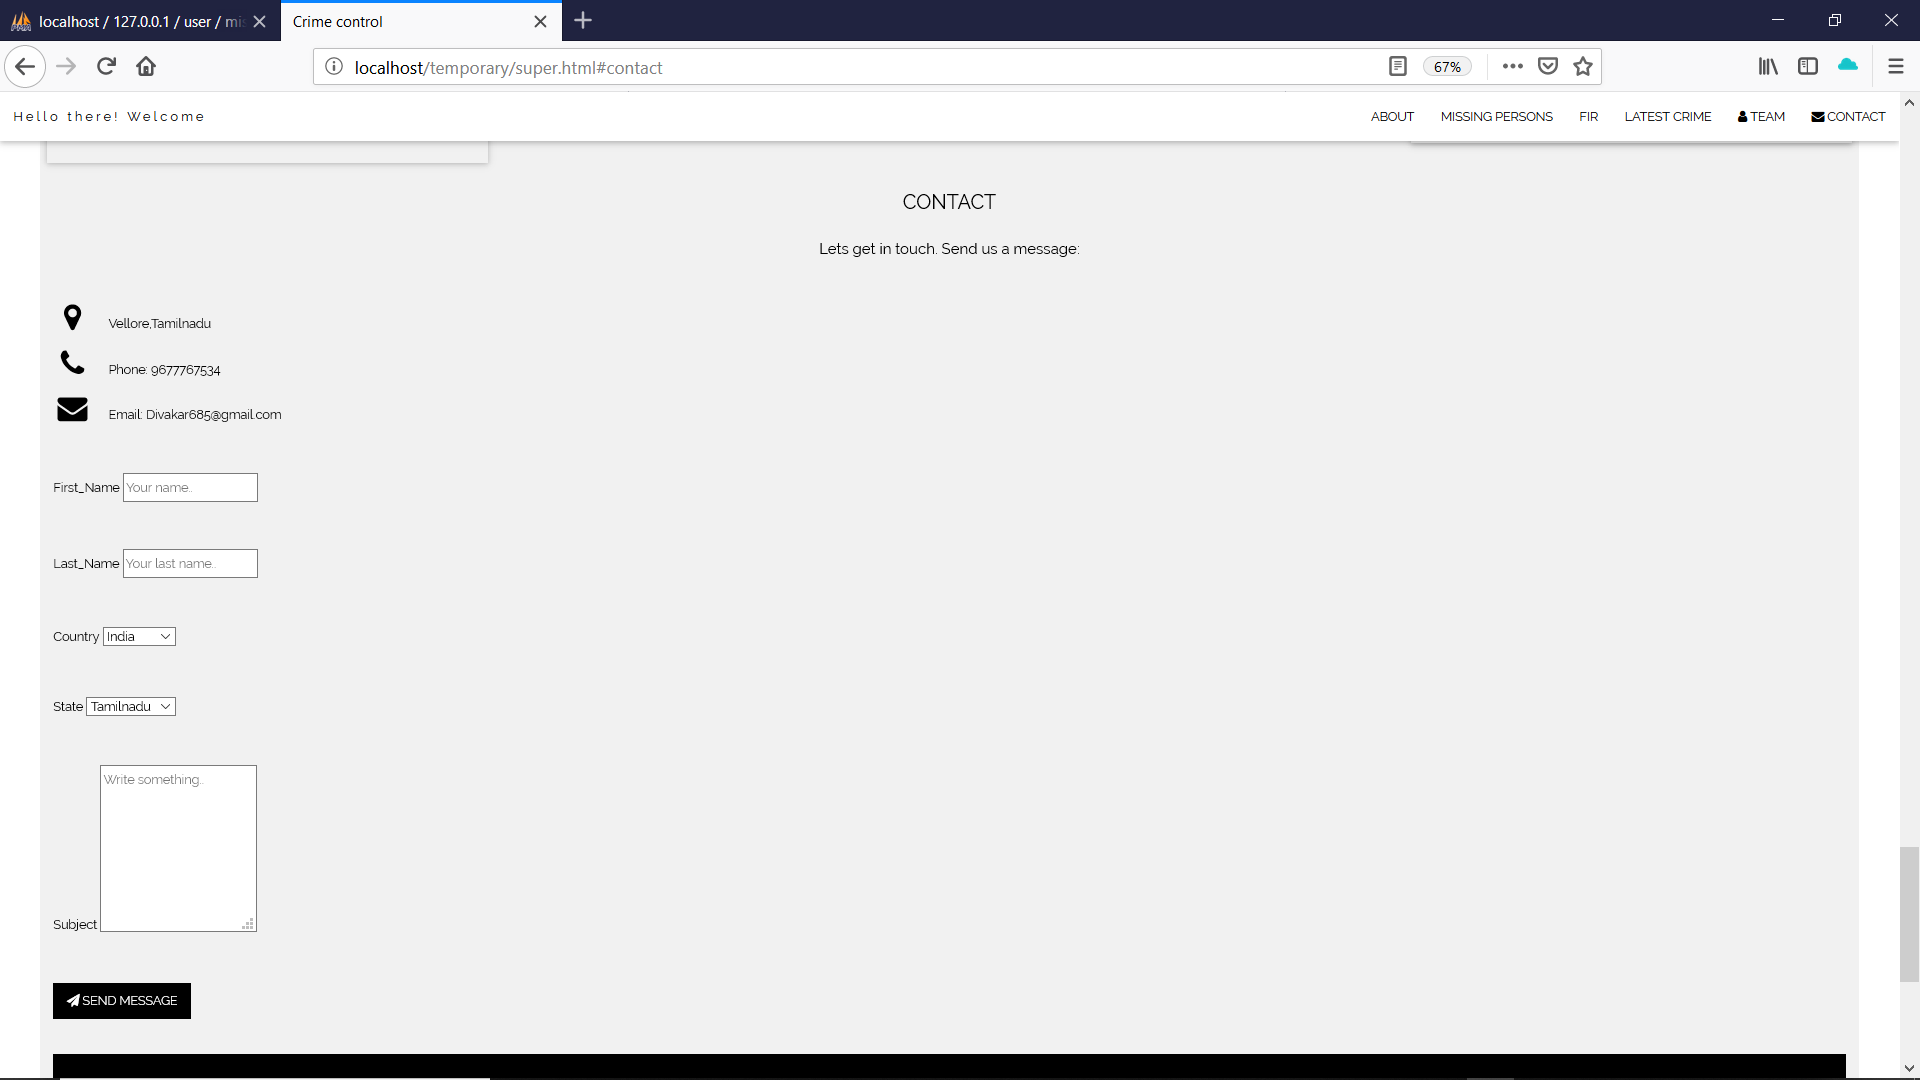 localhost / 127.0.0.1 / user / mis
Crime control
localhost/temporary/super.html#contact
67%
Hello there! Welcome
ABOUT
MISSING PERSONS
FIR
LATEST CRIME
TEAM
CONTACT
CONTACT
Lets get in touch. Send us a message:
Vellore,Tamilnadu
Phone: 9677767534
Email: Divakar685@gmail.com
First_Name Your name..
Last_Name Your last name..
Country India
State Tamilnadu
Write something..
Subject
SEND MESSAGE